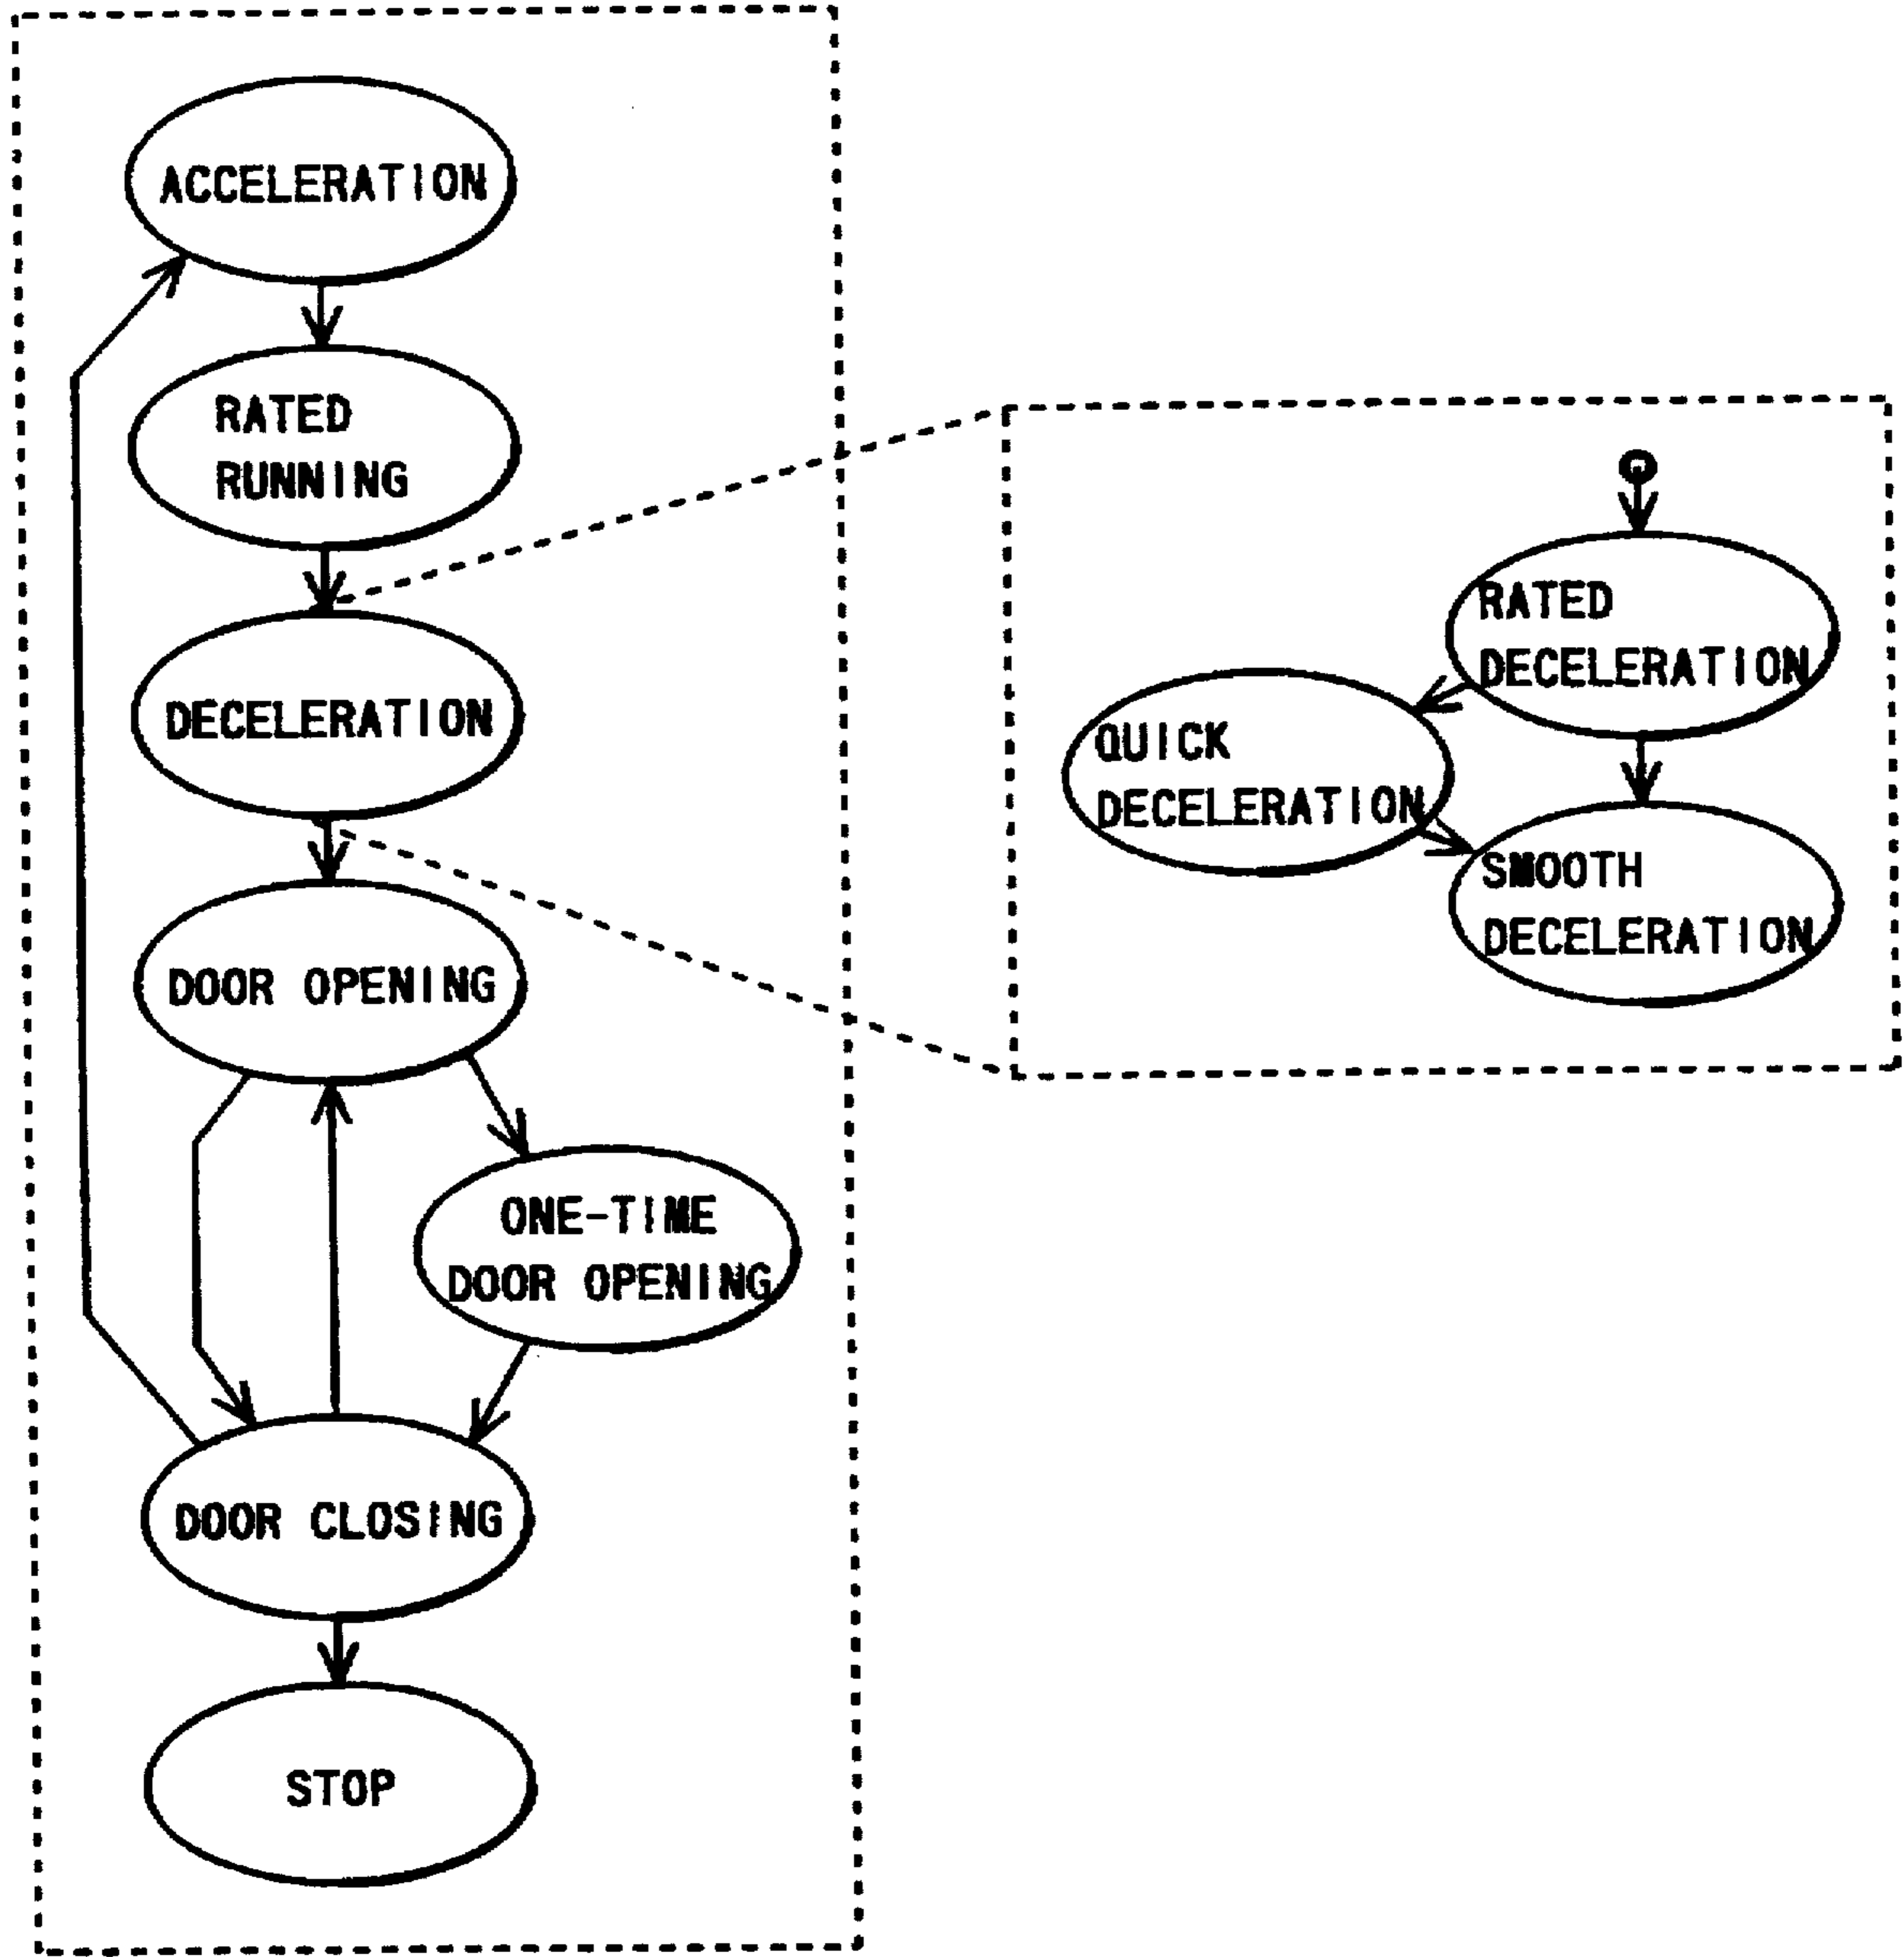 ACCELERATION
RATED
RUNNING
DECELERATION
DOOR OPENING
ONE-TIME
DOOR OPENING
DOOR CLOSING
STOP
RATED
DECELERATION
QUICK
DECELERATION
SMOOTH
DECELERATION